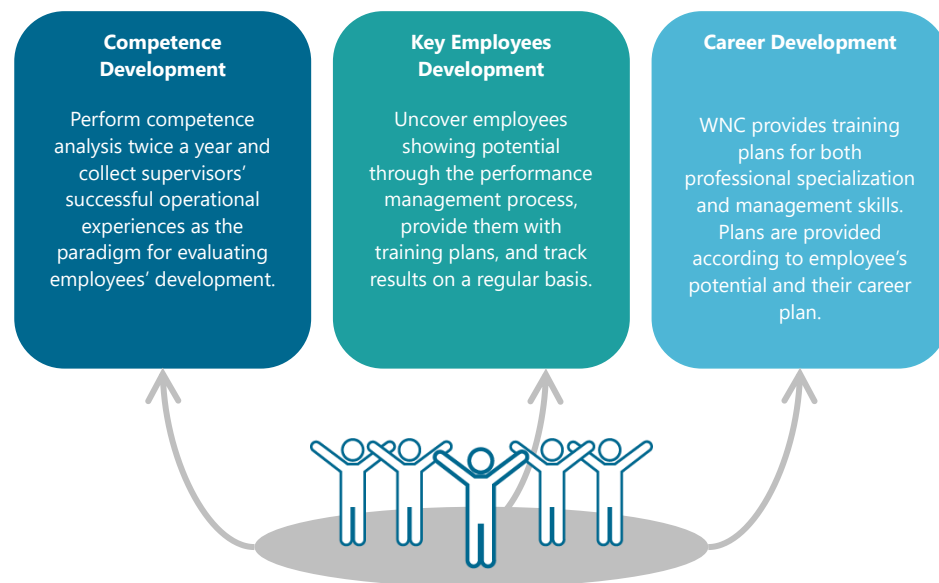 Competence
Development
Perform competence
analysis twice a year and
collect supervisors’
successful operational
experiences as the
paradigm for evaluating
employees’ development.
Key Employees
Development
Uncover employees
showing potential
through the performance
management process,
provide them with
training plans, and track
results on a regular basis.
Career Development
WNC provides training
plans for both
professional specialization
and management skills.
Plans are provided
according to employee’s
potential and their career
plan.